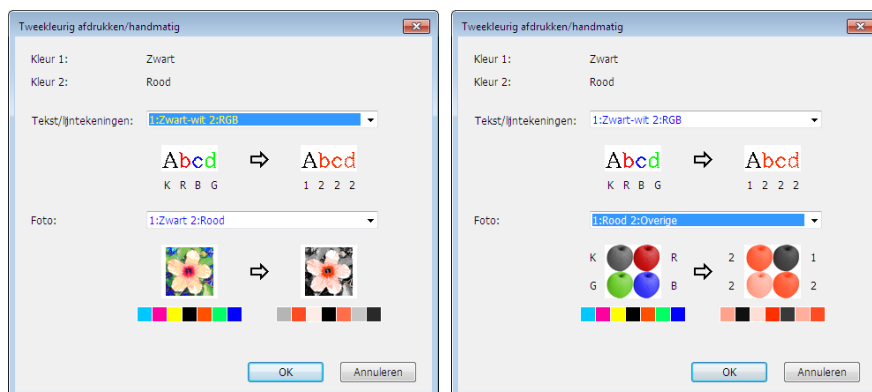 Tweekleurig afdrukken/handmatig
Kleur 1: Zwart
Kleur 2: Rood
Tekst/lijntekeningen: 1:Zwart-wit 2:RGB
Abcd Abcd
K R B G 1 2 2 2
Foto: 1:Zwart 2:Rood
OK Annuleren
Tweekleurig afdrukken/handmatig
Kleur 1: Zwart
Kleur 2: Rood
Tekst/lijntekeningen: 1:Zwart-wit 2:RGB
Abcd Abcd
K R B G 1 2 2 2
Foto: 1:Rood 2:Overige
K R 2 1
G B 2 2
OK Annuleren